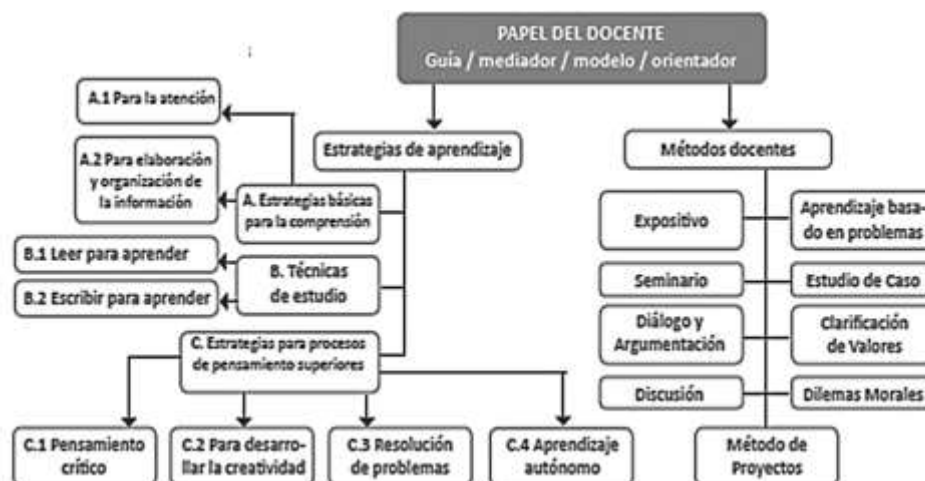 PAPEL DEL DOCENTE
Guía / mediador / modelo / orientador
A.1 Para la atención
Estrategias de aprendizaje
Métodos docentes
A.2 Para elaboración
y organización de
la información
A. Estrategias básicas
para la comprensión
Expositivo
Aprendizaje basa-
do en problemas
B.1 Leer para aprender
B. Técnicas
de estudio
B.2 Escribir para aprender
Seminario
Estudio de Caso
Diálogo y
Argumentación
Clarificación
de Valores
C. Estrategias para procesos
de pensamiento superiores
Discusión
Dilemas Morales
C.1 Pensamiento
crítico
C.2 Para desarro-
llar la creatividad
C.3 Resolución
de problemas
C.4 Aprendizaje
autónomo
Método de
Proyectos